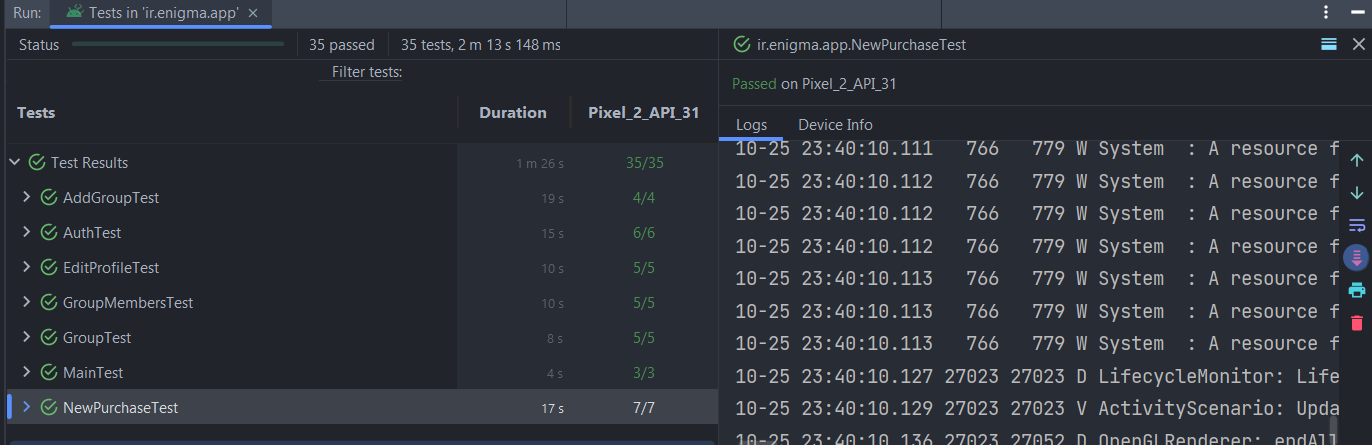 Run: Tests in 'ir.enigma.app'
Status 35 passed 35 tests, 2 m 13 s 148 ms
Filter tests:
Tests Duration Pixel_2_API_31
Test Results 1 m 26 s 35/35
AddGroupTest 19 s 4/4
AuthTest 15 s 6/6
EditProfileTest 10 s 5/5
GroupMembersTest 10 s 5/5
GroupTest 8 s 5/5
MainTest 4 s 3/3
NewPurchaseTest 17 s 7/7
ir.enigma.app.NewPurchaseTest
Passed on Pixel_2_API_31
Logs Device Info
10-25 23:40:10.111 766 779 W System : A resource f
10-25 23:40:10.112 766 779 W System : A resource f
10-25 23:40:10.112 766 779 W System : A resource f
10-25 23:40:10.112 766 779 W System : A resource f
10-25 23:40:10.113 766 779 W System : A resource f
10-25 23:40:10.113 766 779 W System : A resource f
10-25 23:40:10.113 766 779 W System : A resource f
10-25 23:40:10.127 27023 27023 D LifecycleMonitor: Life
10-25 23:40:10.129 27023 27023 V ActivityScenario: Upda
10-25 23:40:10.136 27023 27052 D OpenGLRenderer: endAll